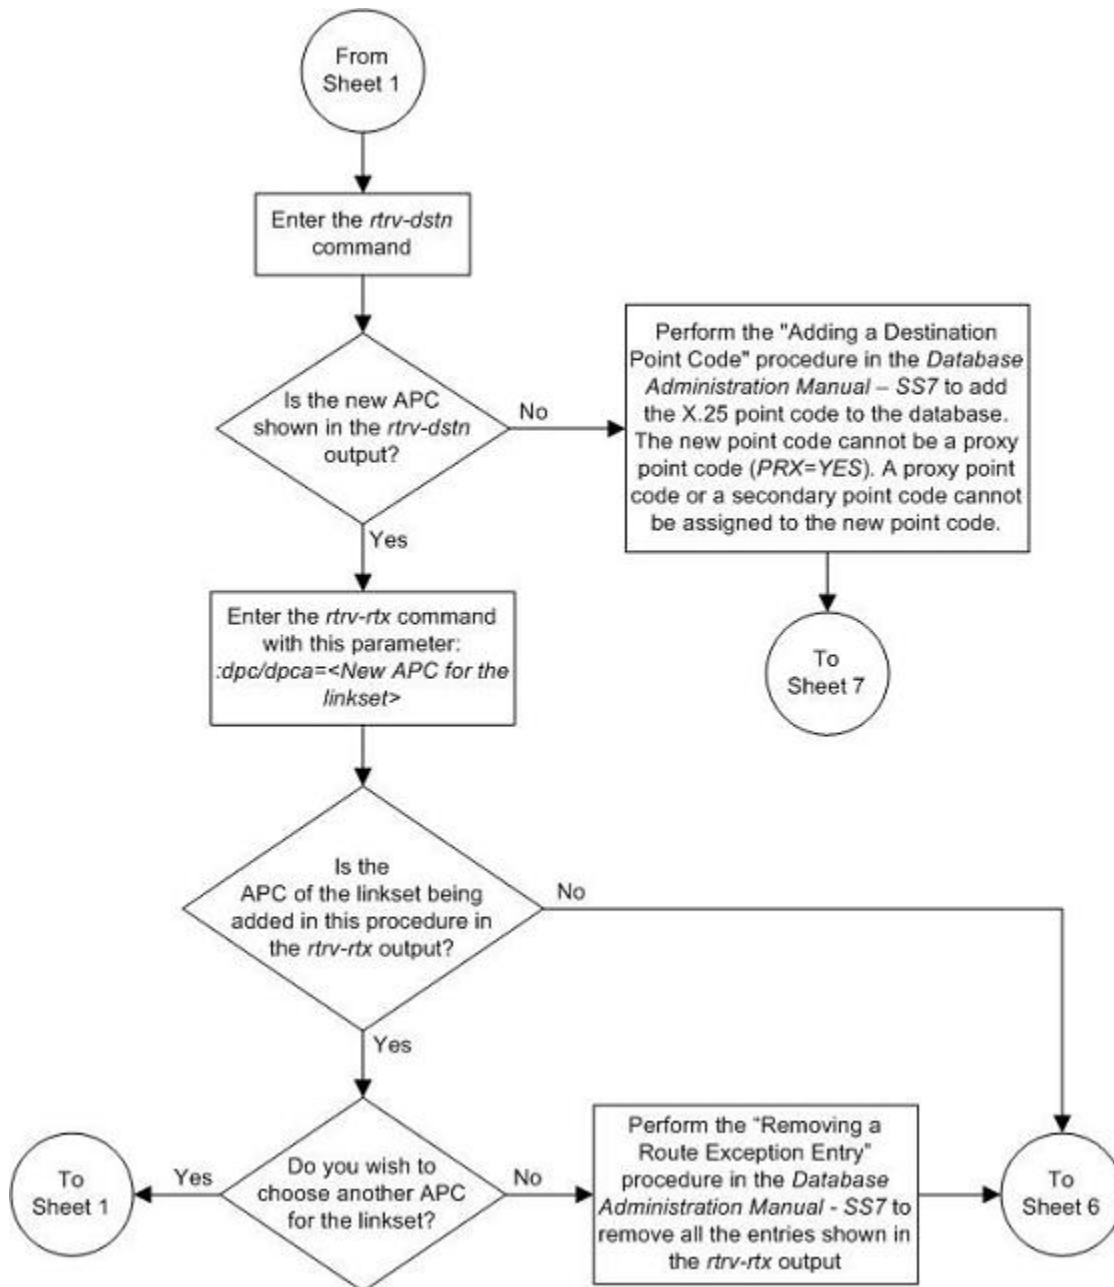 From
Sheet 1
Enter the rtrv-dstn
command
Is the new APC
shown in the rtrv-dstn
output?
No
Yes
Perform the "Adding a Destination
Point Code" procedure in the Database
Administration Manual – SS7 to add
the X.25 point code to the database.
The new point code cannot be a proxy
point code (PRX=YES). A proxy point
code or a secondary point code cannot
be assigned to the new point code.
To
Sheet 7
Enter the rtrv-rtx command
with this parameter:
:dpc/dpca=<New APC for the
linkset>
Is the
APC of the linkset being
added in this procedure in
the rtrv-rtx output?
No
Yes
Do you wish to
choose another APC
for the linkset?
Yes
To
Sheet 1
No
Perform the "Removing a
Route Exception Entry"
procedure in the Database
Administration Manual - SS7 to
remove all the entries shown in
the rtrv-rtx output
To
Sheet 6